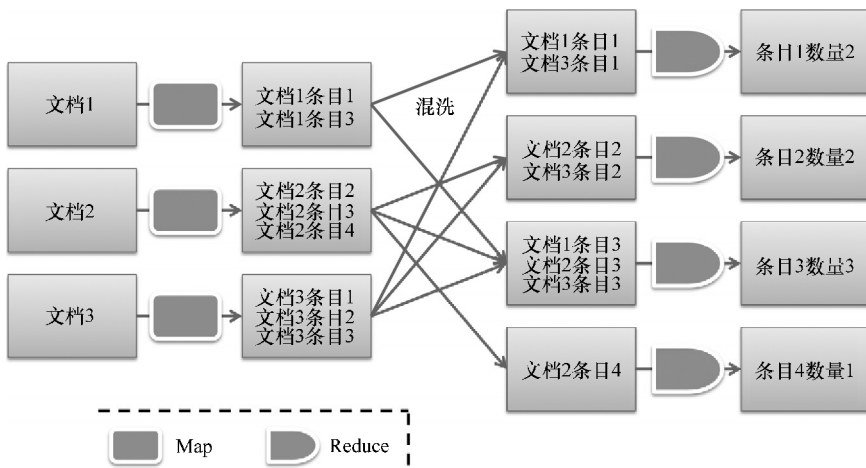 文档1
文档2
文档3
文档1条目1
文档1条目3
文档2条目2
文档2条目3
文档2条目4
文档3条目1
文档3条目2
文档3条目3
混洗
文档1条目1
文档3条目1
文档2条目2
文档3条目2
文档1条目3
文档2条目3
文档3条目3
文档2条目4
条目1数量2
条目2数量2
条目3数量3
条目4数量1
Map
Reduce